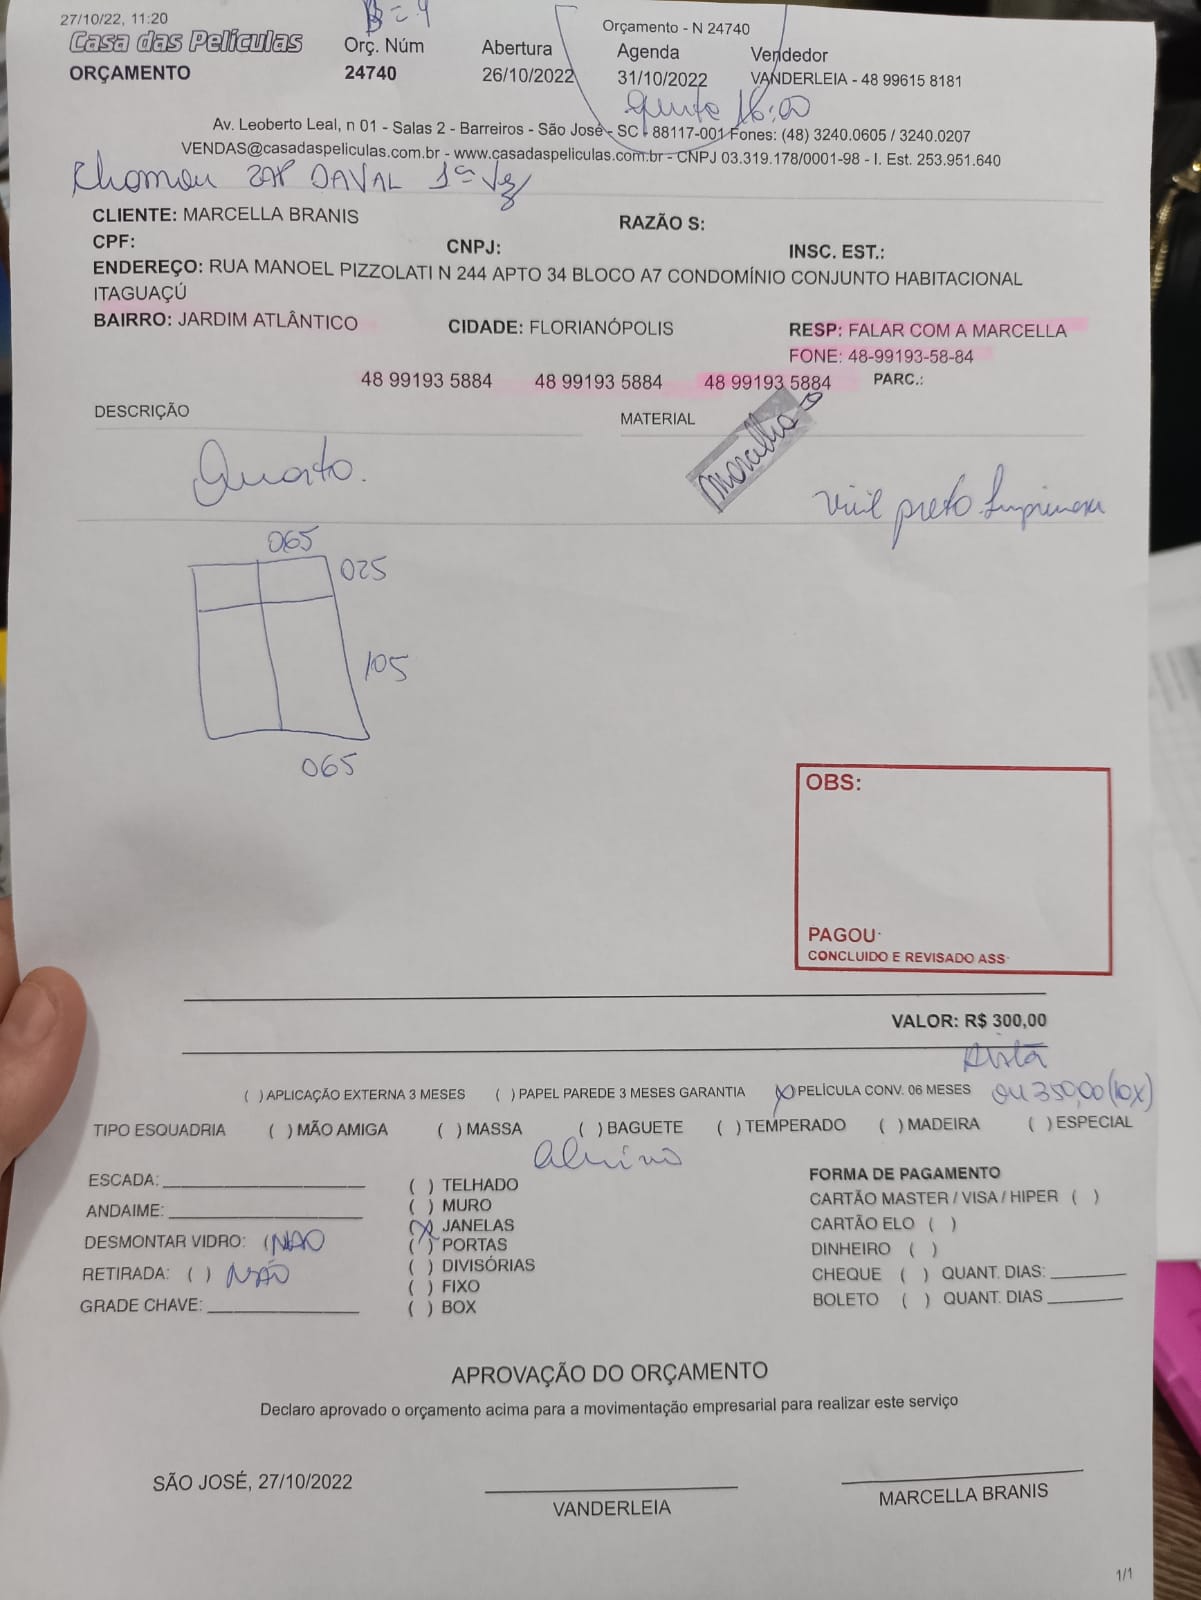 27/10/22, 11:20
B = 4
Orçamento - N 24740
Casa das Películas
Orç. Núm
Abertura
Agenda
Vendedor
ORÇAMENTO
24740
26/10/2022
31/10/2022
VANDERLEIA - 48 99615 8181
16:00
Av. Leoberto Leal, n 01 - Salas 2 - Barreiros - São José - SC - 88117-001 Fones: (48) 3240.0605 / 3240.0207
VENDAS@casadaspeliculas.com.br - www.casadaspeliculas.com.br - CNPJ 03.319.178/0001-98 - I. Est. 253.951.640
Chamou ZAP DAVAL 1ª Vez
CLIENTE: MARCELLA BRANIS
RAZÃO S:
CPF:
CNPJ:
INSC. EST.:
ENDEREÇO: RUA MANOEL PIZZOLATI N 244 APTO 34 BLOCO A7 CONDOMÍNIO CONJUNTO HABITACIONAL
ITAGUAÇÚ
BAIRRO: JARDIM ATLÂNTICO
CIDADE: FLORIANÓPOLIS
RESP: FALAR COM A MARCELLA
FONE: 48-99193-58-84
48 99193 5884
48 99193 5884
48 99193 5884
PARC.:
DESCRIÇÃO
MATERIAL
Quarto.
preto
065
025
105
065
OBS:
PAGOU
CONCLUIDO E REVISADO ASS
VALOR: R$ 300,00
Avista
( ) APLICAÇÃO EXTERNA 3 MESES ( ) PAPEL PAREDE 3 MESES GARANTIA (X) PELÍCULA CONV. 06 MESES
ou 350,00 (10X)
TIPO ESQUADRIA ( ) MÃO AMIGA ( ) MASSA ( ) BAGUETE ( ) TEMPERADO ( ) MADEIRA ( ) ESPECIAL
ESCADA:
ANDAIME:
DESMONTAR VIDRO: ( NÃO
RETIRADA: ( ) NÃO
GRADE CHAVE:
( ) TELHADO
( ) MURO
(X) JANELAS
( ) PORTAS
( ) DIVISÓRIAS
( ) FIXO
( ) BOX
FORMA DE PAGAMENTO
CARTÃO MASTER / VISA / HIPER ( )
CARTÃO ELO ( )
DINHEIRO ( )
CHEQUE ( ) QUANT. DIAS:
BOLETO ( ) QUANT. DIAS
APROVAÇÃO DO ORÇAMENTO
Declaro aprovado o orçamento acima para a movimentação empresarial para realizar este serviço
SÃO JOSÉ, 27/10/2022
VANDERLEIA
MARCELLA BRANIS
1/1